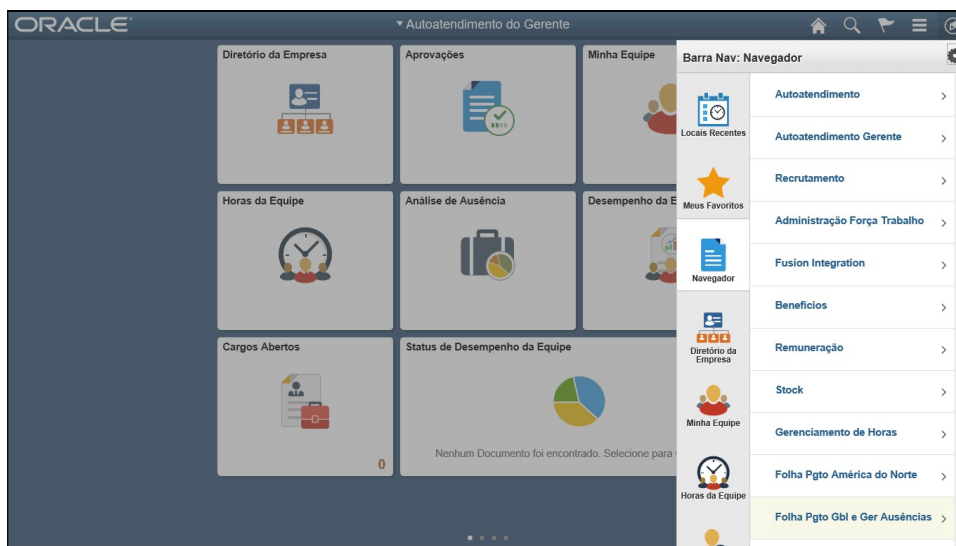 ORACLE
Autoatendimento do Gerente
Diretório da Empresa
Aprovações
Minha Equipe
Horas da Equipe
Análise de Ausência
Desempenho da E
Cargos Abertos
0
Status de Desempenho da Equipe
Nenhum Documento foi encontrado. Selecione para
Barra Nav: Navegador
Locais Recentes
Meus Favoritos
Navegador
Diretório da
Empresa
Minha Equipe
Horas da Equipe
Autoatendimento
Autoatendimento Gerente
Recrutamento
Administração Força Trabalho
Fusion Integration
Benefícios
Remuneração
Stock
Gerenciamento de Horas
Folha Pgto América do Norte
Folha Pgto Gbl e Ger Ausências